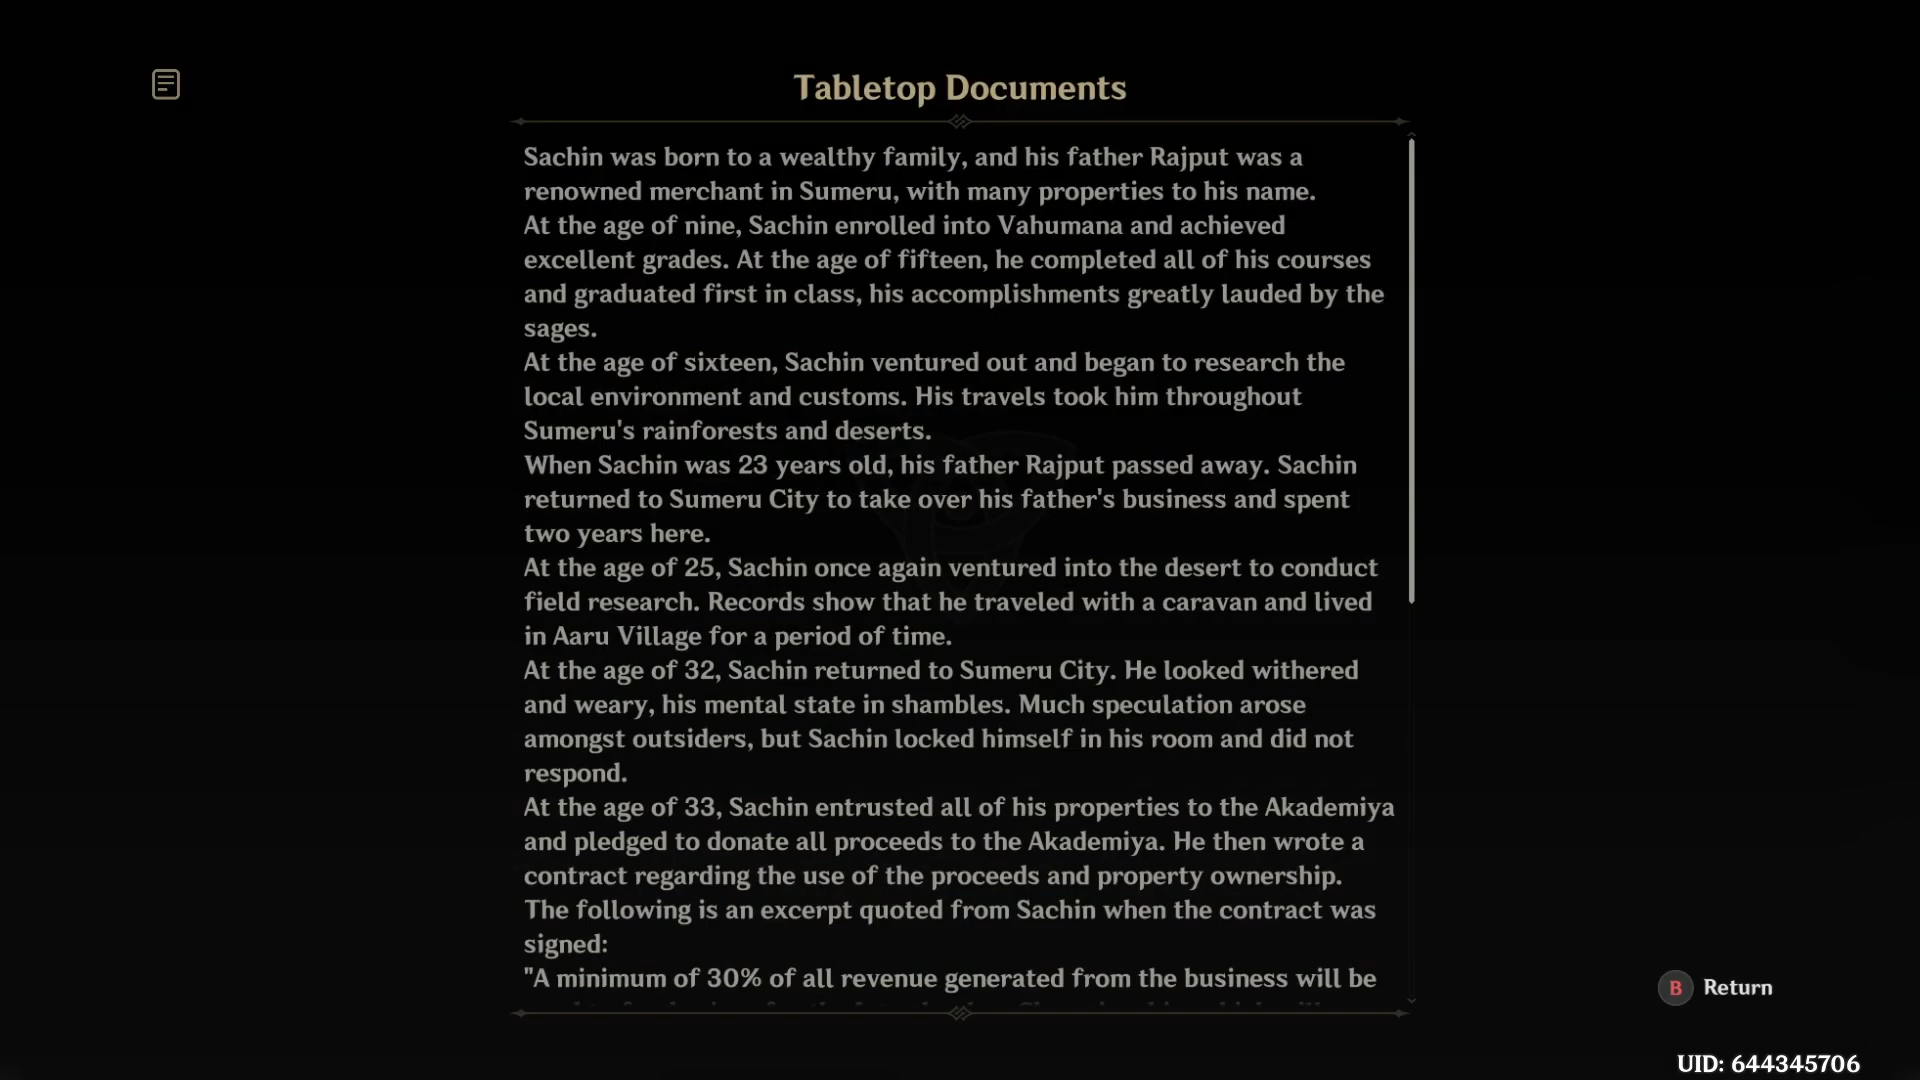 Tabletop Documents
Sachin was born to a wealthy family, and his father Rajput was a
renowned merchant in Sumeru, with many properties to his name.
At the age of nine, Sachin enrolled into Vahumana and achieved
excellent grades. At the age of fifteen, he completed all of his courses
and graduated first in class, his accomplishments greatly lauded by the
sages.
At the age of sixteen, Sachin ventured out and began to research the
local environment and customs. His travels took him throughout
Sumeru's rainforests and deserts.
When Sachin was 23 years old, his father Rajput passed away. Sachin
returned to Sumeru City to take over his father's business and spent
two years here.
At the age of 25, Sachin once again ventured into the desert to conduct
field research. Records show that he traveled with a caravan and lived
in Aaru Village for a period of time.
At the age of 32, Sachin returned to Sumeru City. He looked withered
and weary, his mental state in shambles. Much speculation arose
amongst outsiders, but Sachin locked himself in his room and did not
respond.
At the age of 33, Sachin entrusted all of his properties to the Akademiya
and pledged to donate all proceeds to the Akademiya. He then wrote a
contract regarding the use of the proceeds and property ownership.
The following is an excerpt quoted from Sachin when the contract was
signed:
"A minimum of 30% of all revenue generated from the business will be
B Return
UID: 644345706